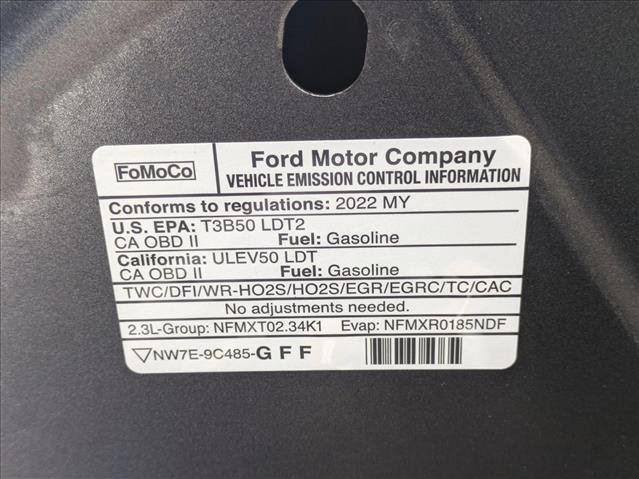 FoMoCo
Ford Motor Company
VEHICLE EMISSION CONTROL INFORMATION
Conforms to regulations: 2022 MY
U.S. EPA: T3B50 LDT2
CA OBD II Fuel: Gasoline
California: ULEV50 LDT
CA OBD II Fuel: Gasoline
TWC/DFI/WR-HO2S/HO2S/EGR/EGRC/TC/CAC
No adjustments needed.
2.3L-Group: NFMXT02.34K1 Evap: NFMXR0185NDF
NW7E-9C485-GFF